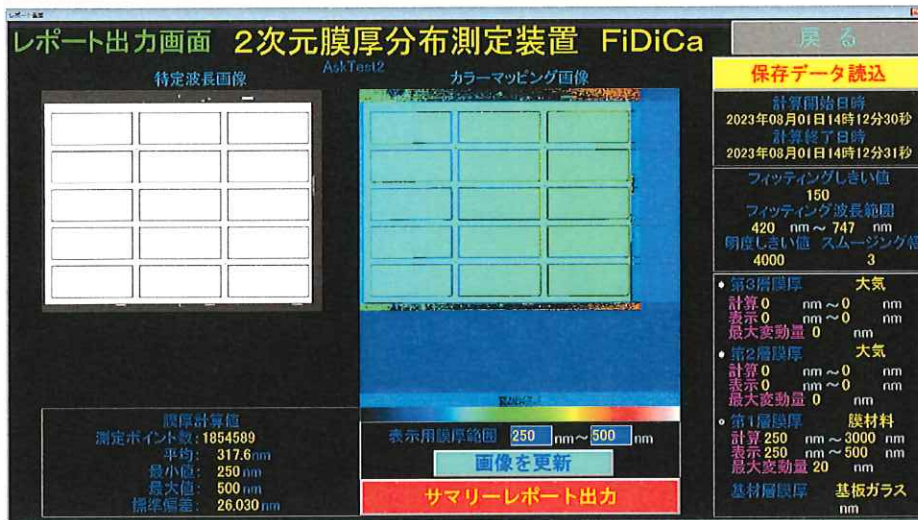 レポート画面
レポート出力画面 2次元膜厚分布測定装置 FiDiCa
戻る
AskTest2
特定波長画像
カラーマッピング画像
保存データ読込
計算開始日時
2023年08月01日14時12分30秒
計算終了日時
2023年08月01日14時12分31秒
フィッティングしきい値
150
フィッティング波長範囲
420 nm ~ 747 nm
明度しきい値 スムージング幅
4000 3
第3層膜厚 大気
計算 0 nm ~ 0 nm
表示 0 nm ~ 0 nm
最大変動量 0 nm
第2層膜厚 大気
計算 0 nm ~ 0 nm
表示 0 nm ~ 0 nm
最大変動量 0 nm
第1層膜厚 膜材料
計算 250 nm ~ 3000 nm
表示 250 nm ~ 500 nm
最大変動量 20 nm
基材層膜厚 基板ガラス
nm
膜厚計算値
測定ポイント数: 1854589
平均: 317.6 nm
最小値: 250 nm
最大値: 500 nm
標準偏差: 26.030 nm
表示用膜厚範囲 250 nm ~ 500 nm
画像を更新
サマリーレポート出力